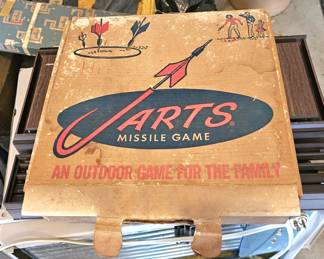 JARTS
MISSILE GAME
AN OUTDOOR GAME FOR THE FAMILY